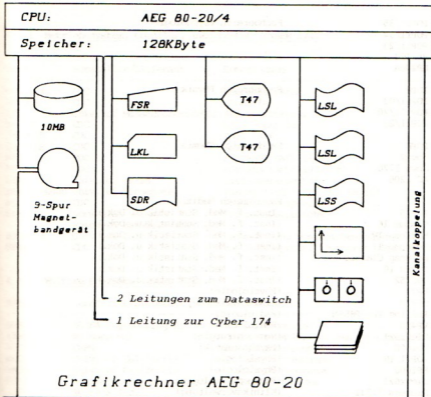 CPU: AEG 80-20/4
Speicher: 128KByte
10MB
9-Spur
Magnet-
bandgerät
FSR
LKL
SDR
T47
T47
LSL
LSL
LSS
Kanalkoppelung
2 Leitungen zum Dataswitch
1 Leitung zur Cyber 174
Grafikrechner AEG 80-20